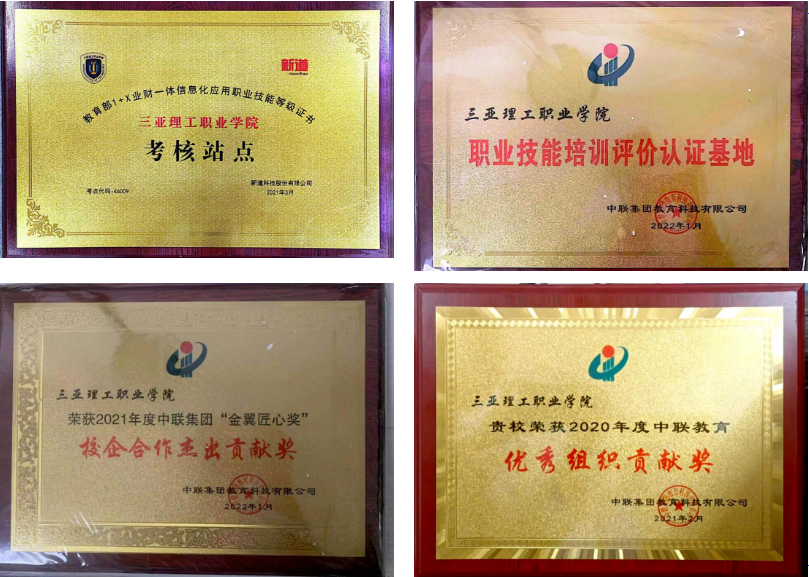 新道
教育部1+X业财一体信息化应用职业技能等级证书
三亚理工职业学院
考核站点
考点代码:46009
新道科技股份有限公司
2021年3月
三亚理工职业学院
职业技能培训评价认证基地
中联集团教育科技有限公司
2022年1月
三亚理工职业学院
荣获2021年度中联集团“金翼匠心奖”
校企合作杰出贡献奖
中联集团教育科技有限公司
2022年1月
三亚理工职业学院
贵校荣获2020年度中联教育
优秀组织贡献奖
中联集团教育科技有限公司
2021年2月